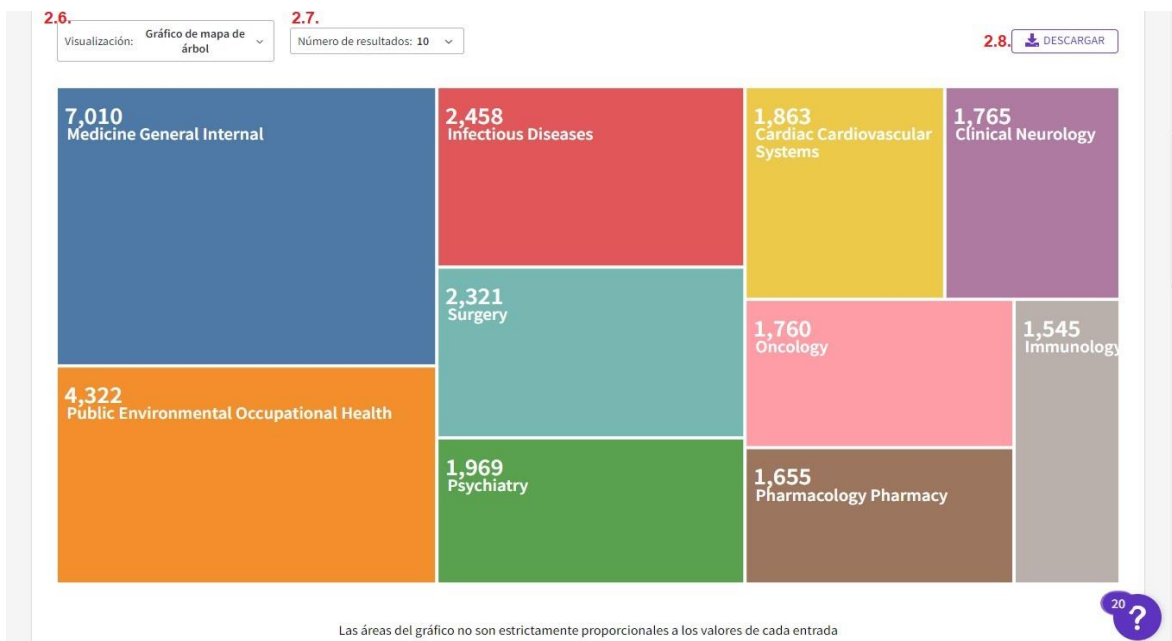 2.6.
2.7.
Visualización: Gráfico de mapa de
árbol
Número de resultados: 10
2.8. DESCARGAR
7,010
Medicine General Internal
2,458
Infectious Diseases
1,863
Cardiac Cardiovascular
Systems
1,765
Clinical Neurology
2,321
Surgery
1,760
Oncology
1,545
Immunology
4,322
Public Environmental Occupational Health
1,969
Psychiatry
1,655
Pharmacology Pharmacy
20
?
Las áreas del gráfico no son estrictamente proporcionales a los valores de cada entrada